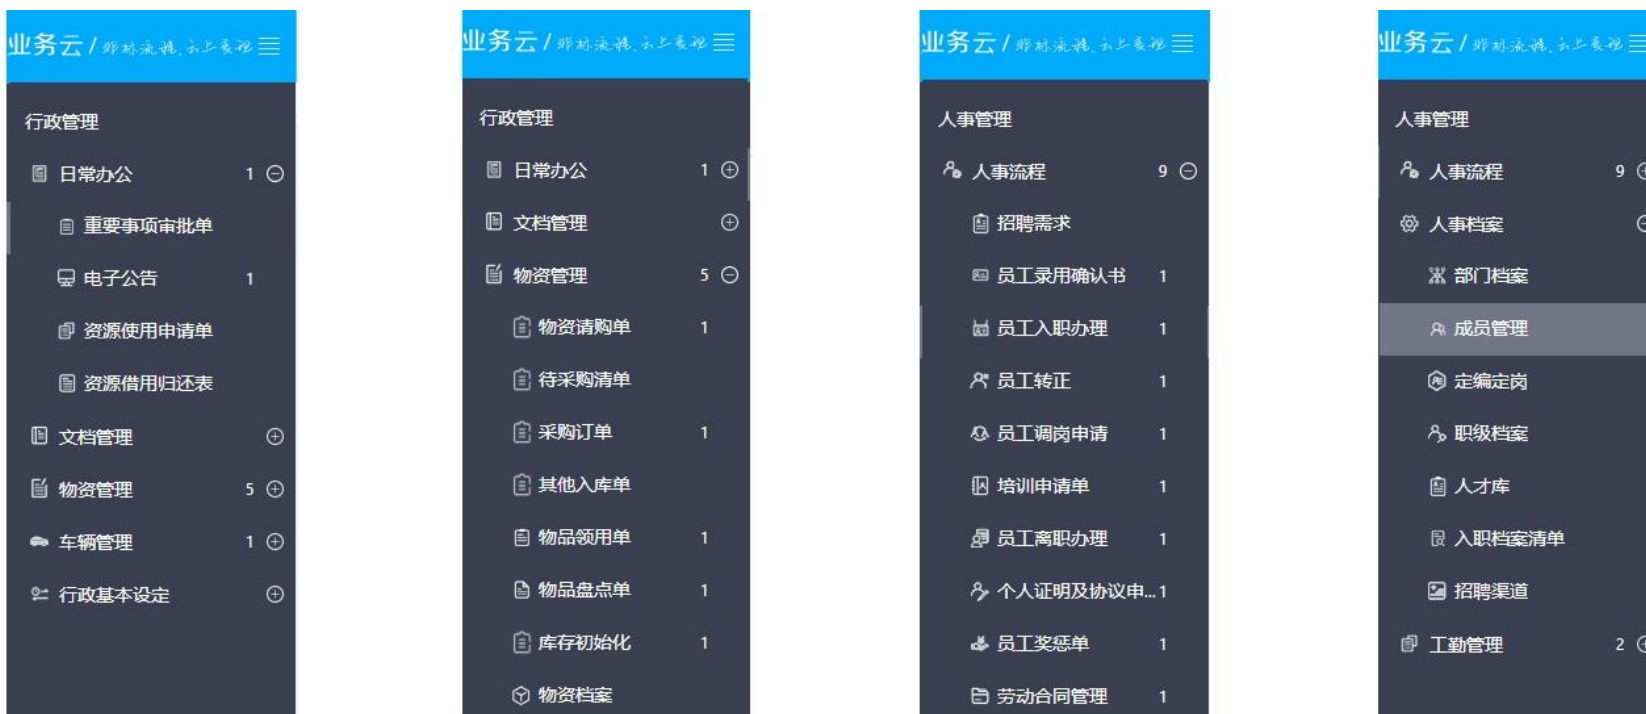 业务云 /
行政管理
日常办公 1
重要事项审批单
电子公告 1
资源使用申请单
资源借用归还表
文档管理
物资管理 5
车辆管理 1
行政基本设定
业务云 /
行政管理
日常办公 1
文档管理
物资管理 5
物资请购单 1
待采购清单
采购订单 1
其他入库单
物品领用单 1
物品盘点单 1
库存初始化 1
物资档案
业务云 /
人事管理
人事流程 9
招聘需求
员工录用确认书 1
员工入职办理 1
员工转正 1
员工调岗申请 1
培训申请单 1
员工离职办理 1
个人证明及协议申...1
员工奖惩单 1
劳动合同管理 1
业务云 /
人事管理
人事流程 9
人事档案
部门档案
成员管理
定编定岗
职级档案
人才库
入职档案清单
招聘渠道
工勤管理 2